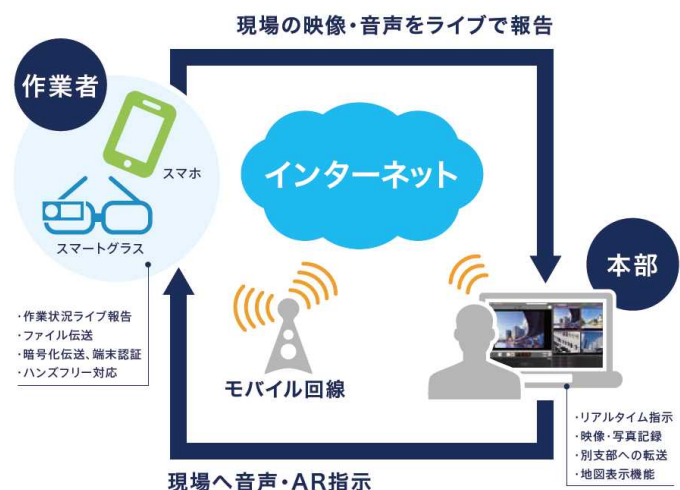 現場の映像・音声をライブで報告
作業者
スマホ
スマートグラス
インターネット
本部
・作業状況ライブ報告
・ファイル伝送
・暗号化伝送、端末認証
・ハンズフリー対応
モバイル回線
・リアルタイム指示
・映像・写真記録
・別支部への転送
・地図表示機能
現場へ音声・AR指示